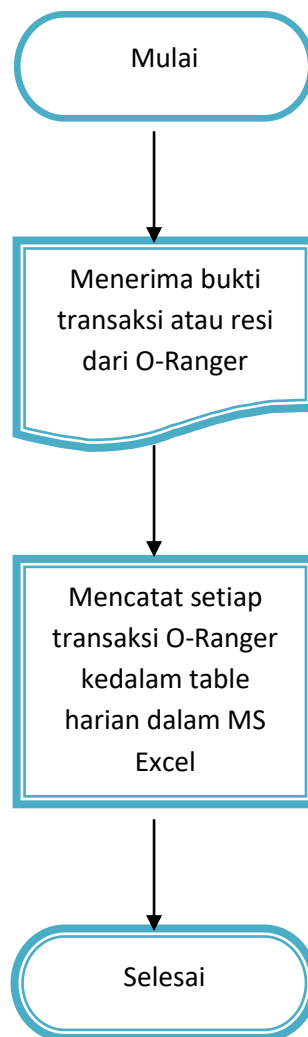 Mulai
Menerima bukti
transaksi atau resi
dari O-Ranger
Mencatat setiap
transaksi O-Ranger
kedalam table
harian dalam MS
Excel
Selesai